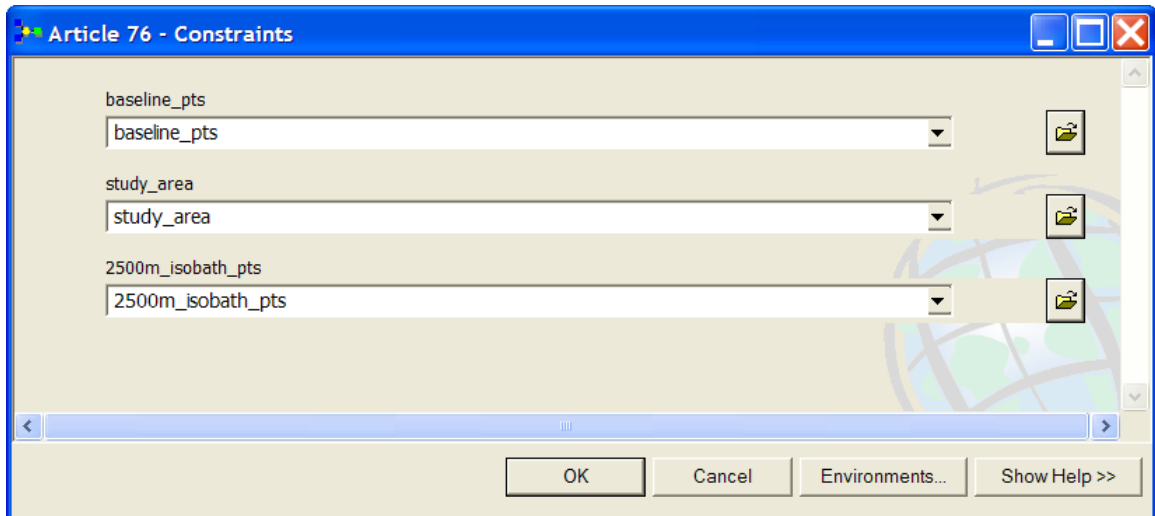 Article 76 - Constraints
baseline_pts
baseline_pts
study_area
study_area
2500m_isobath_pts
2500m_isobath_pts
OK Cancel Environments... Show Help >>